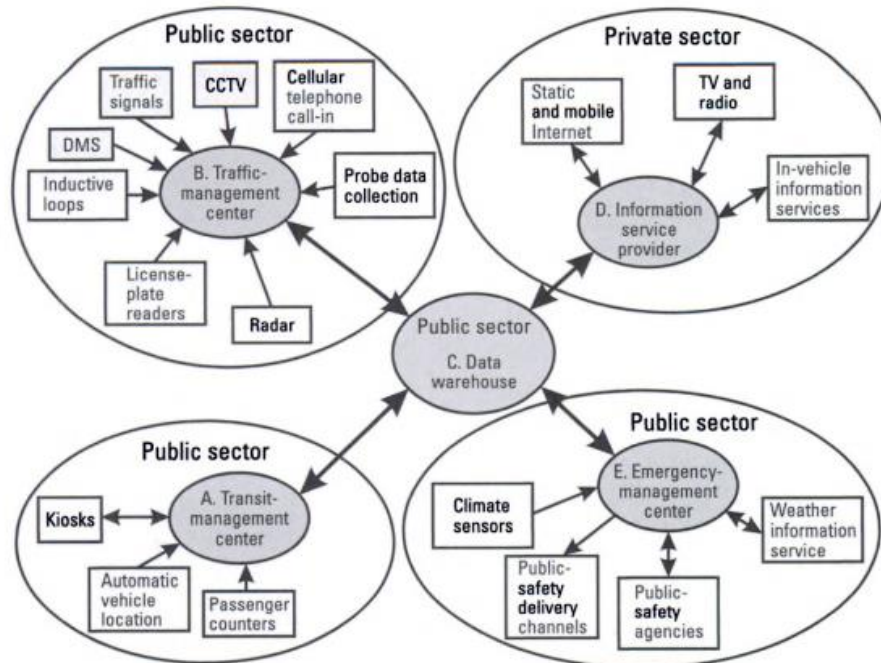 Public sector
Traffic
signals
CCTV
Cellular
telephone
call-in
DMS
Inductive
loops
B. Traffic-
management
center
Probe data
collection
License-
plate
readers
Radar
Private sector
Static
and mobile
Internet
TV and
radio
In-vehicle
information
services
D. Information
service
provider
Public sector
C. Data
warehouse
Public sector
Kiosks
A. Transit-
management
center
Automatic
vehicle
location
Passenger
counters
Public sector
E. Emergency-
management
center
Climate
sensors
Weather
information
service
Public-
safety
delivery
channels
Public-
safety
agencies